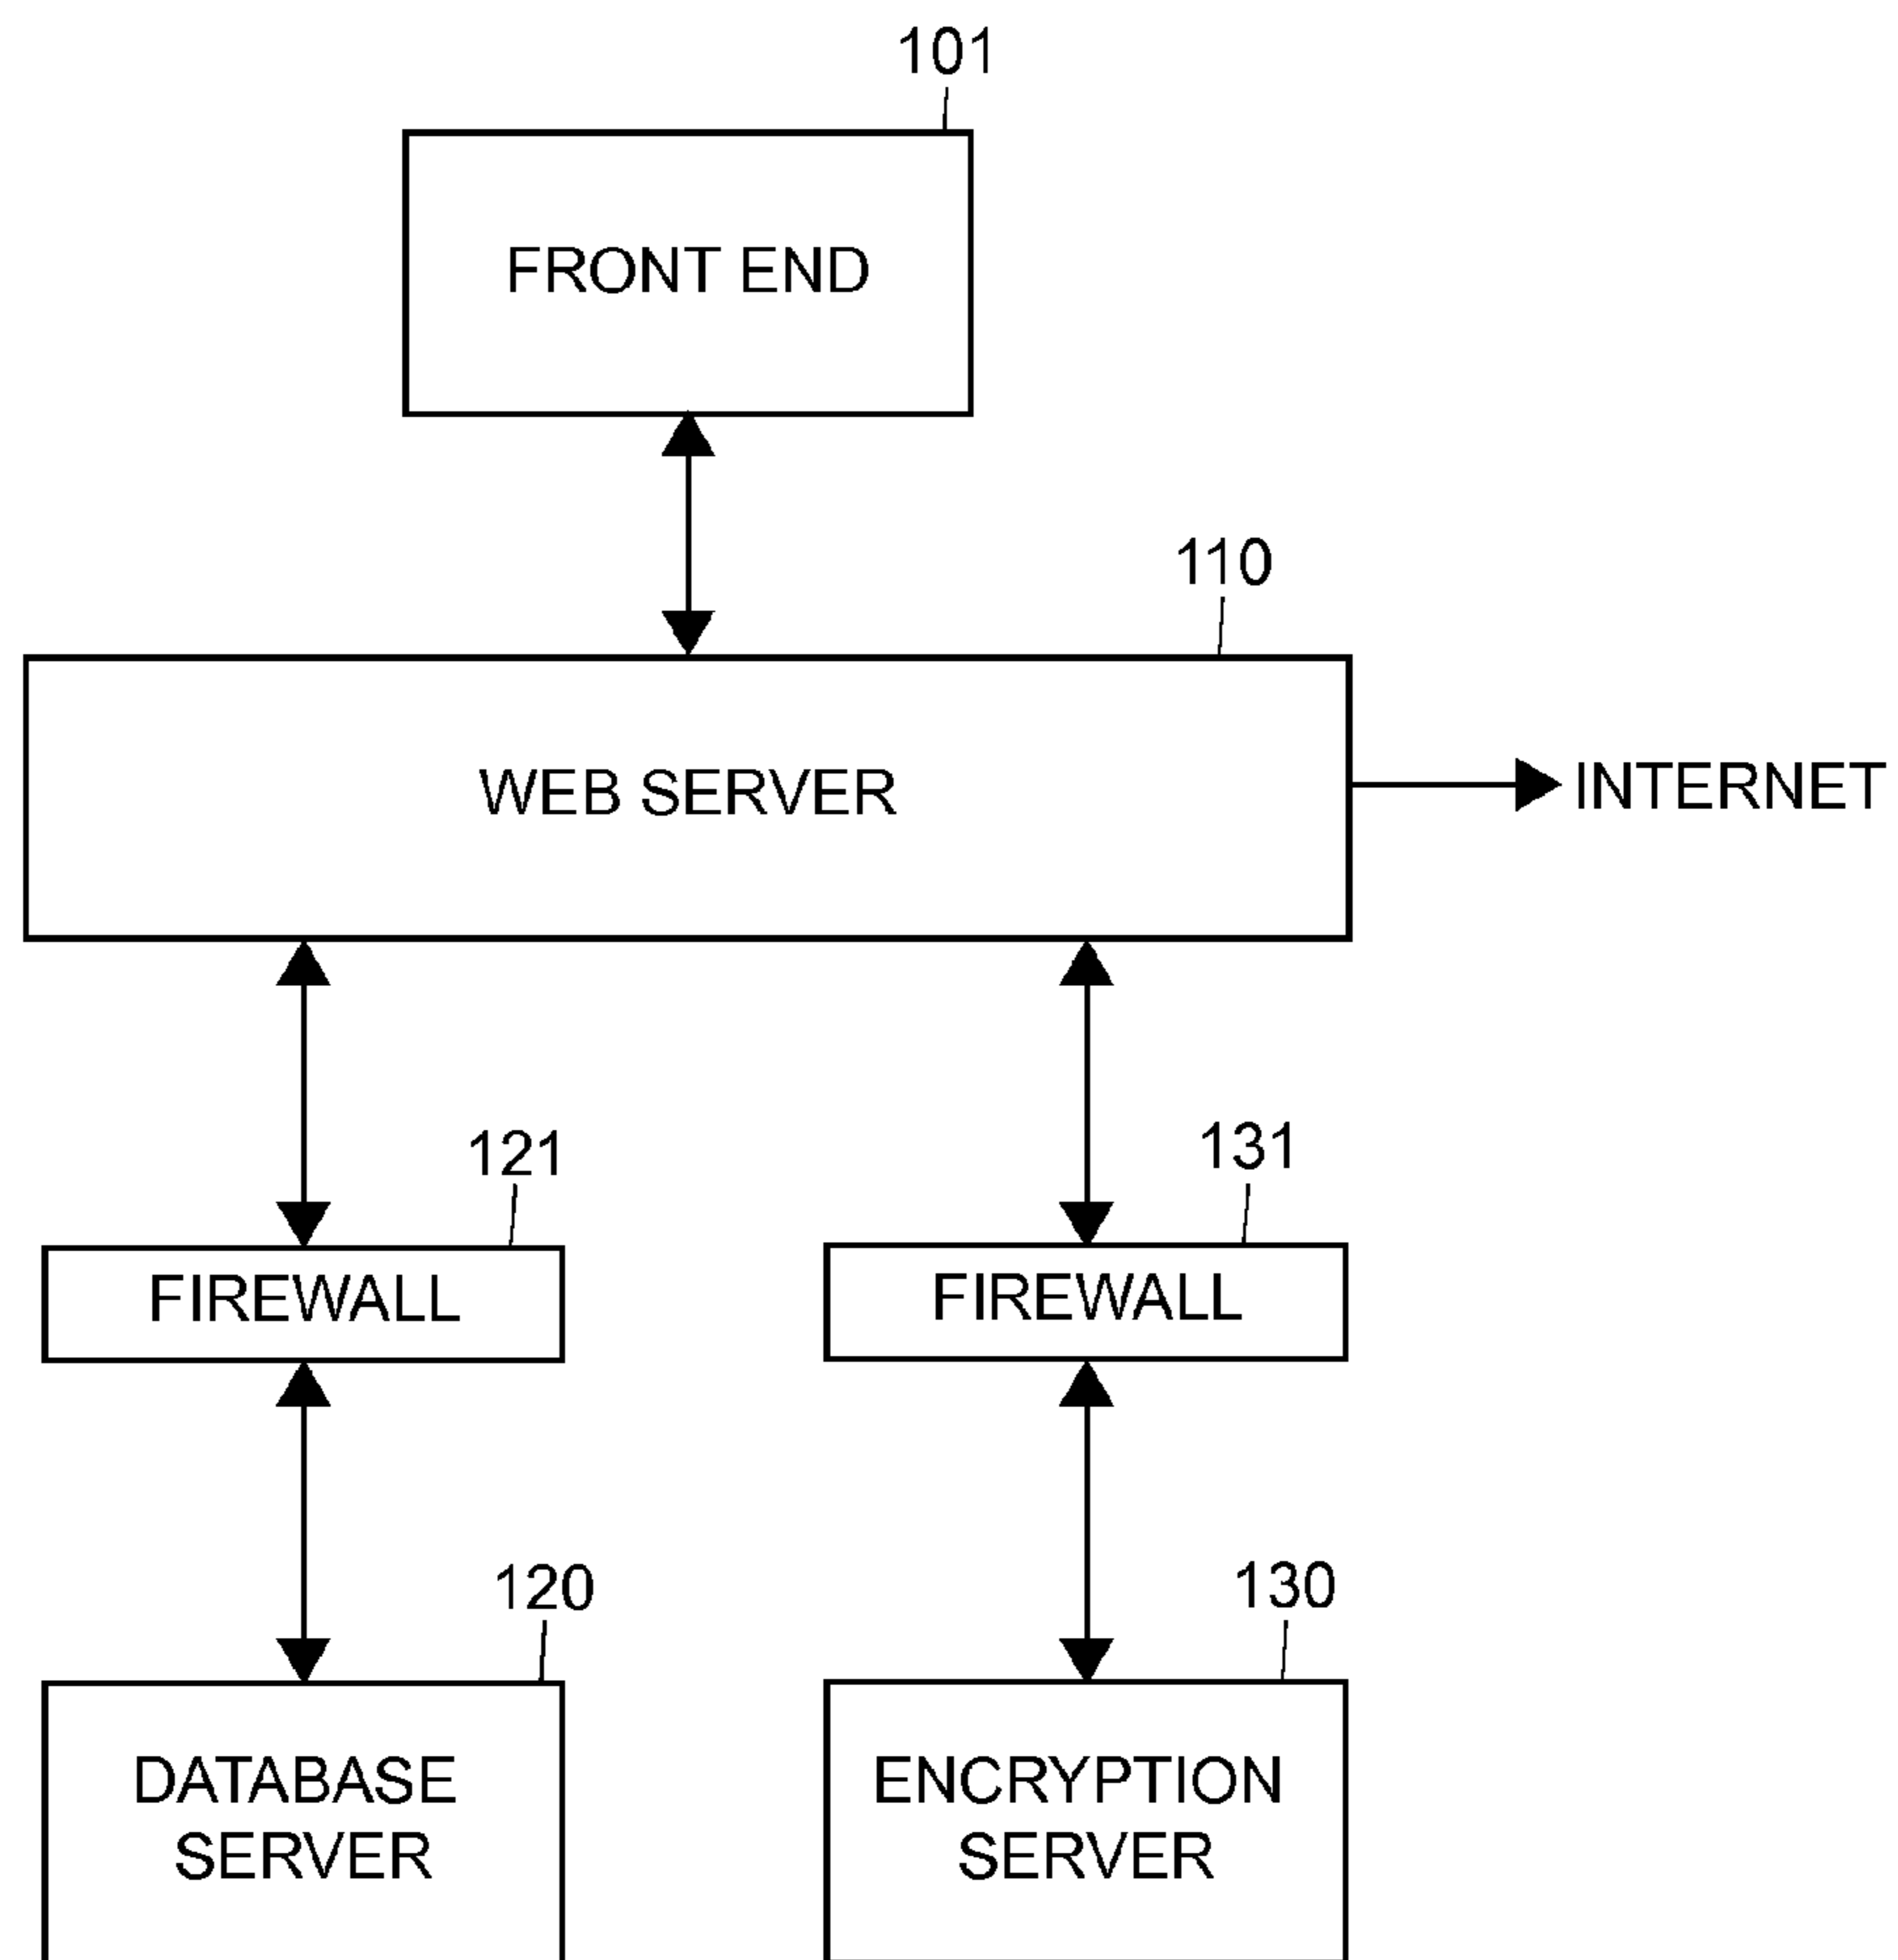 101
FRONT END
110
WEB SERVER
INTERNET
121
131
FIREWALL
FIREWALL
120
130
DATABASE
SERVER
ENCRYPTION
SERVER